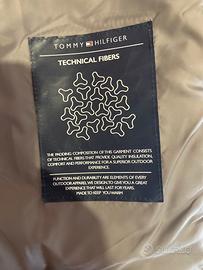 TOMMY HILFIGER
TECHNICAL FIBERS
THE PADDING COMPOSITION OF THIS GARMENT CONSISTS
OF TECHNICAL FIBERS THAT PROVIDE QUALITY INSULATION,
COMFORT AND PERFORMANCE FOR A SUPERIOR OUTDOOR
EXPERIENCE.
FUNCTION AND DURABILITY ARE ELEMENTS OF EVERY
OUTDOOR APPAREL WE DESIGN, TO GIVE YOU A GREAT
EXPERIENCE THAT WILL LAST FOR YEARS.
MADE TO KEEP YOU WARM
subito